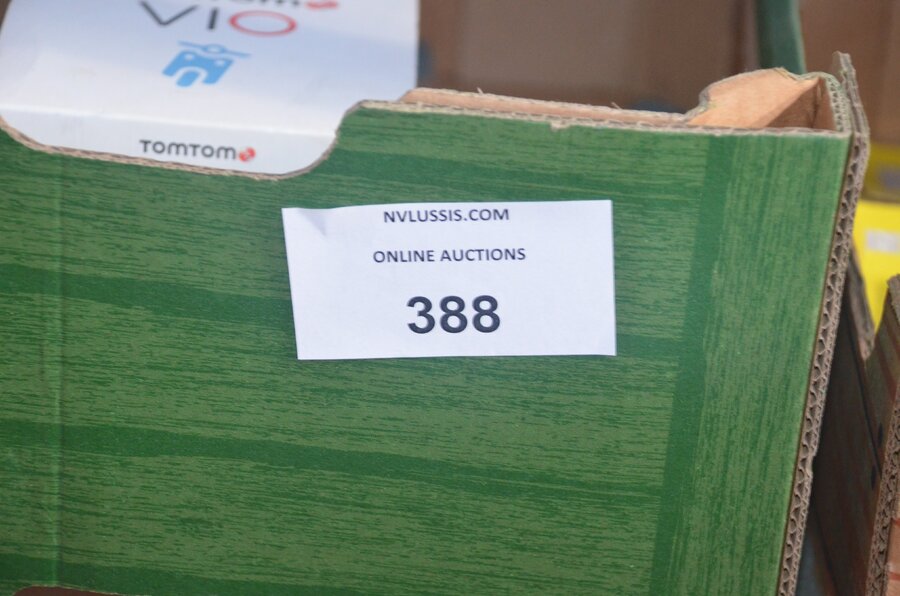 VIO
TOMTOM
NVLUSSIS.COM
ONLINE AUCTIONS
388